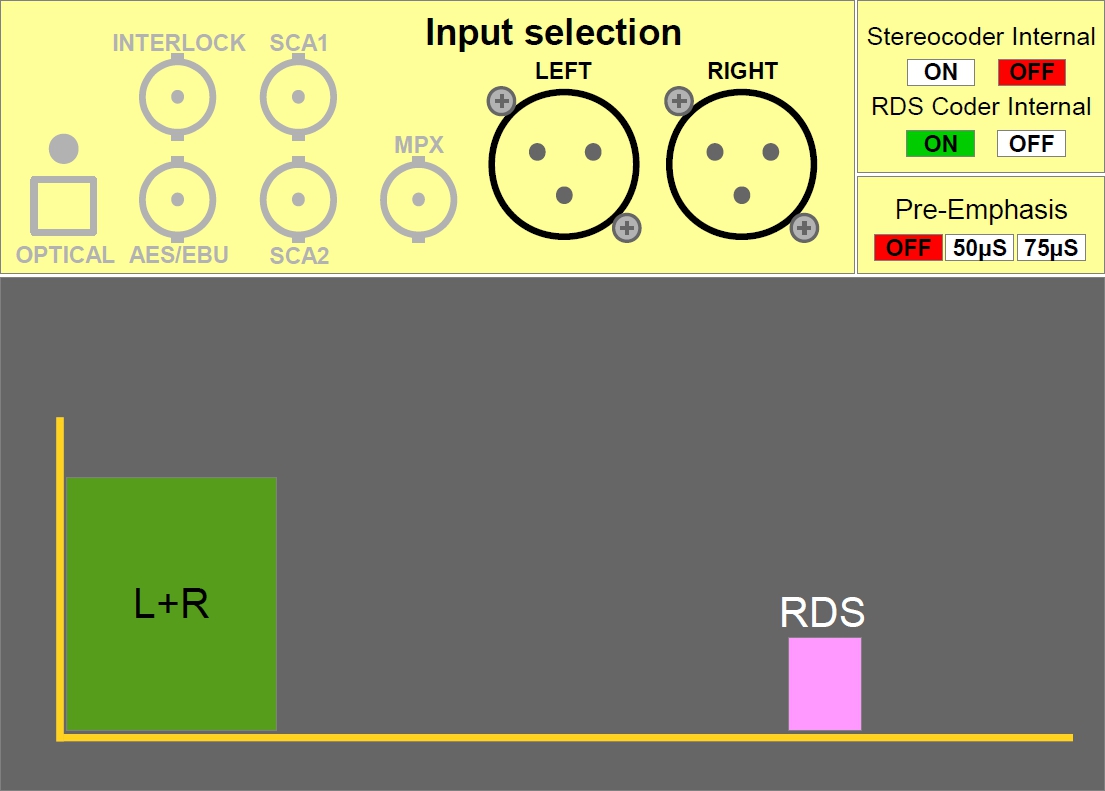 Input selection
INTERLOCK SCA1
LEFT RIGHT
MPX
OPTICAL AES/EBU SCA2
Stereocoder Internal
ON OFF
RDS Coder Internal
ON OFF
Pre-Emphasis
OFF 50µS 75µS
L+R
RDS